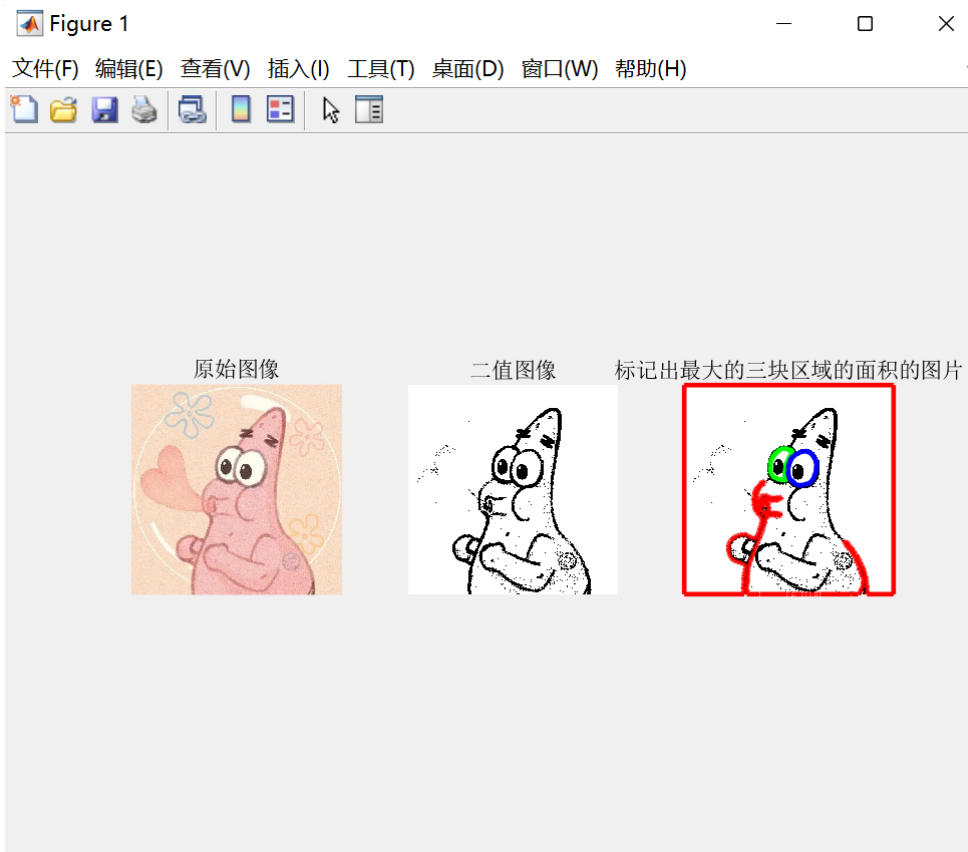 Figure 1
文件(F) 编辑(E) 查看(V) 插入(I) 工具(T) 桌面(D) 窗口(W) 帮助(H)
原始图像 二值图像 标记出最大的三块区域的面积的图片